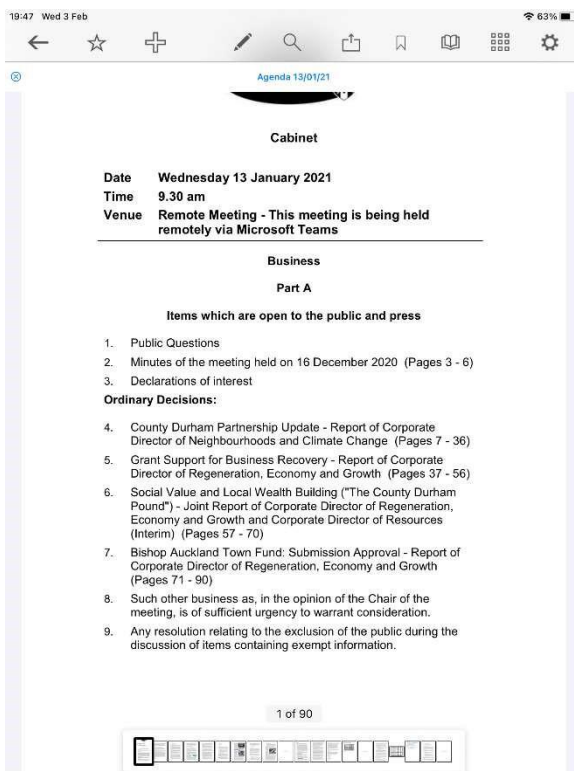 19:47 Wed 3 Feb 63%
Agenda 13/01/21
Cabinet
Date Wednesday 13 January 2021
Time 9.30 am
Venue Remote Meeting - This meeting is being held
remotely via Microsoft Teams
Business
Part A
Items which are open to the public and press
1. Public Questions
2. Minutes of the meeting held on 16 December 2020 (Pages 3 - 6)
3. Declarations of interest
Ordinary Decisions:
4. County Durham Partnership Update - Report of Corporate
Director of Neighbourhoods and Climate Change (Pages 7 - 36)
5. Grant Support for Business Recovery - Report of Corporate
Director of Regeneration, Economy and Growth (Pages 37 - 56)
6. Social Value and Local Wealth Building ("The County Durham
Pound") - Joint Report of Corporate Director of Regeneration,
Economy and Growth and Corporate Director of Resources
(Interim) (Pages 57 - 70)
7. Bishop Auckland Town Fund: Submission Approval - Report of
Corporate Director of Regeneration, Economy and Growth
(Pages 71 - 90)
8. Such other business as, in the opinion of the Chair of the
meeting, is of sufficient urgency to warrant consideration.
9. Any resolution relating to the exclusion of the public during the
discussion of items containing exempt information.
1 of 90